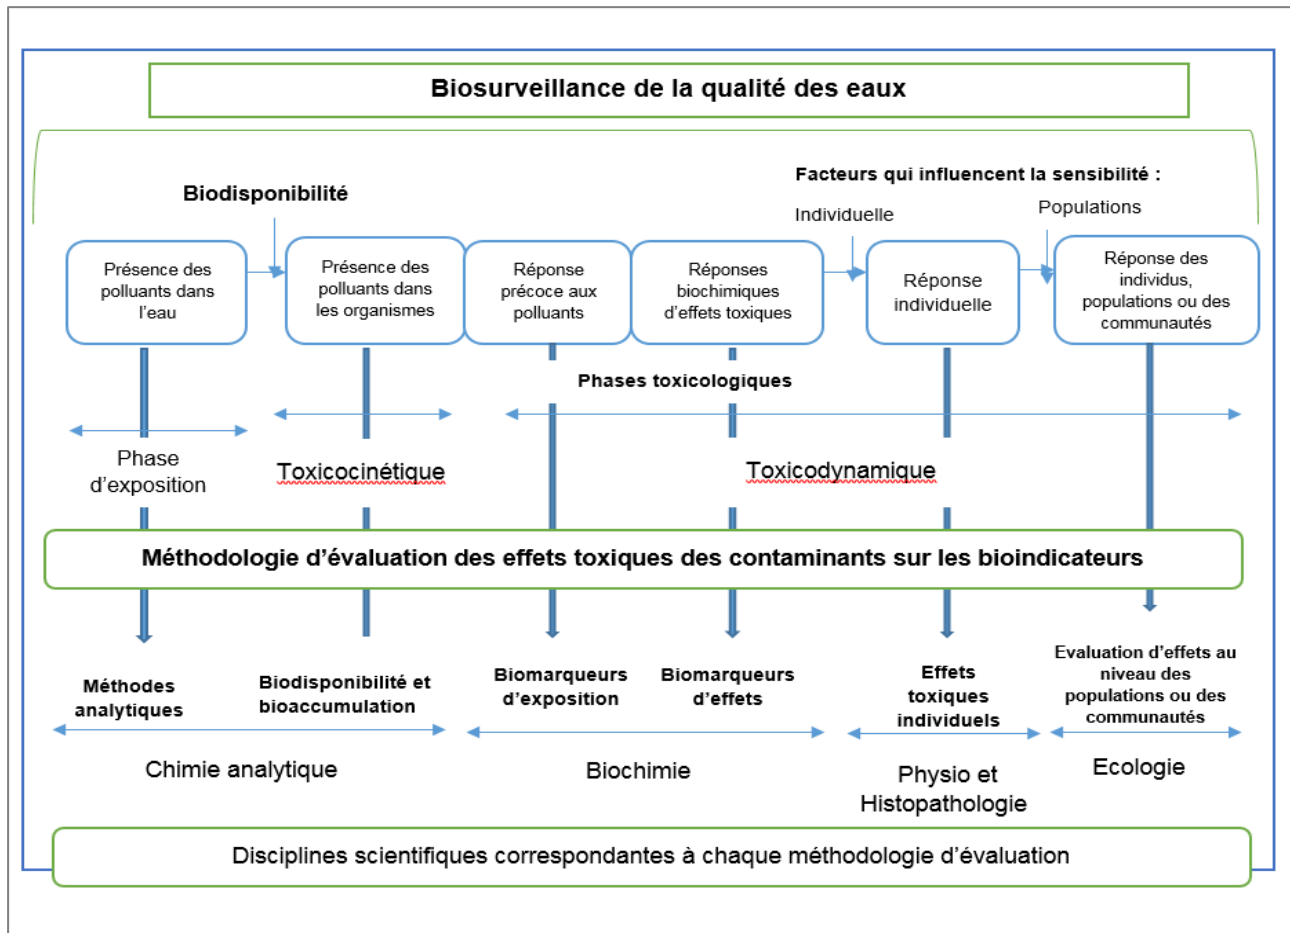 Biosurveillance de la qualité des eaux
Biodisponibilité
Facteurs qui influencent la sensibilité :
Individuelle
Populations
Présence des
polluants dans
l’eau
Présence des
polluants dans
les organismes
Réponse
précoce aux
polluants
Réponses
biochimiques
d’effets toxiques
Réponse
individuelle
Réponse des
individus,
populations ou des
communautés
Phases toxicologiques
Phase
d’exposition
Toxicocinétique
Toxicodynamique
Méthodologie d’évaluation des effets toxiques des contaminants sur les bioindicateurs
Méthodes
analytiques
Biodisponibilité et
bioaccumulation
Biomarqueurs
d’exposition
Biomarqueurs
d’effets
Effets
toxiques
individuels
Evaluation d’effets au
niveau des
populations ou des
communautés
Chimie analytique
Biochimie
Physio et
Histopathologie
Ecologie
Disciplines scientifiques correspondantes à chaque méthodologie d’évaluation